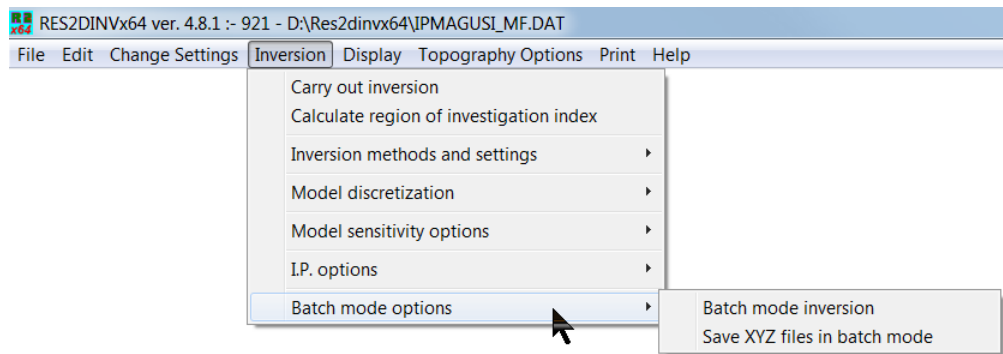 R2 x64 RES2DINVx64 ver. 4.8.1 :- 921 - D:\Res2dinvx64\IPMAGUSI_MF.DAT
File Edit Change Settings Inversion Display Topography Options Print Help
Carry out inversion
Calculate region of investigation index
Inversion methods and settings
Model discretization
Model sensitivity options
I.P. options
Batch mode options
Batch mode inversion
Save XYZ files in batch mode